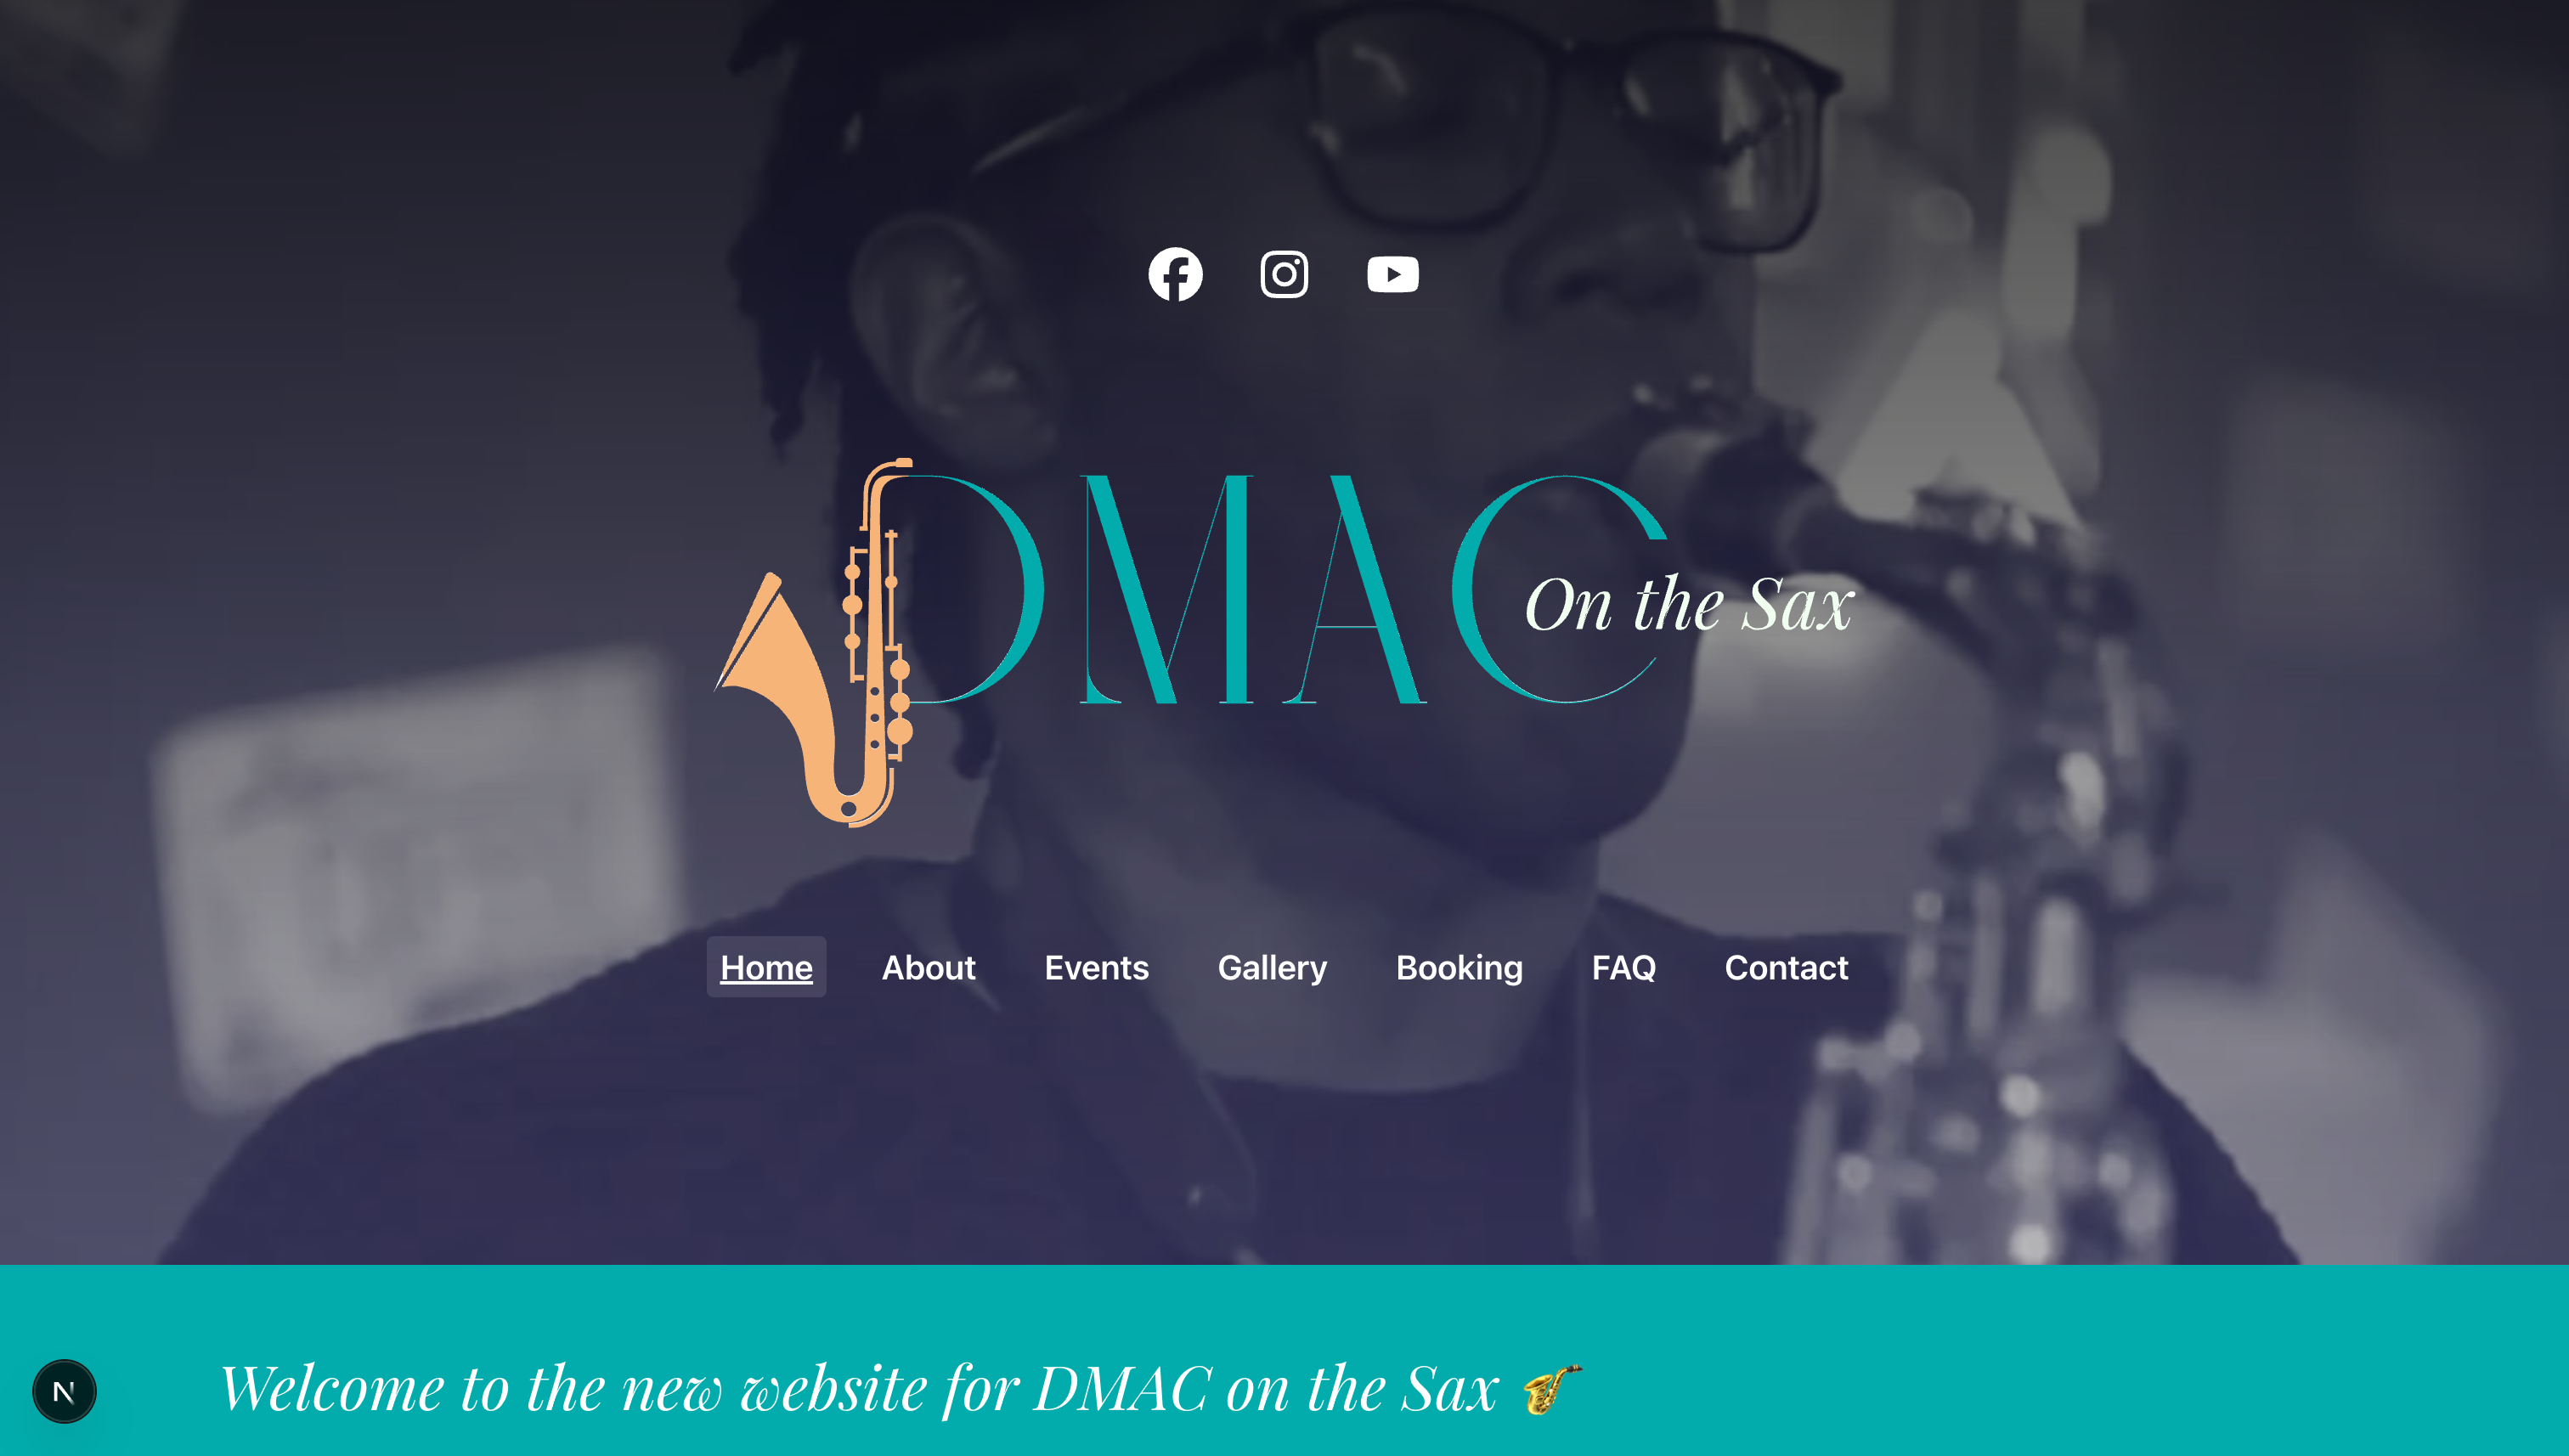 DMAC
On the Sax
Home About Events Gallery Booking FAQ Contact
Welcome to the new website for DMAC on the Sax 🎷
N